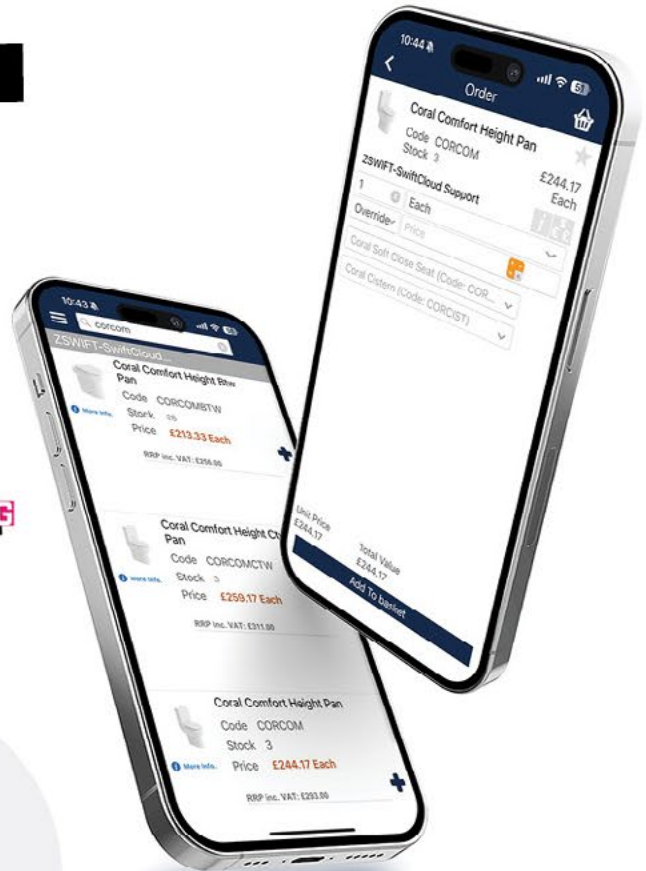 10:44
Order
Coral Comfort Height Pan
Code CORCOM
Stock 3
£244.17
Each
ZSWIFT-SwiftCloud Support
1 Each
Override Price
Coral Soft Close Seat (Code: COR...
Coral Cistern (Code: CORCIST)
Unit Price
£244.17
Total Value
£244.17
Add To basket
10:43
corcom
ZSWIFT-SwiftCloud...
Coral Comfort Height Btw
Pan
Code CORCOMBTW
More info.
Stock
Price £213.33 Each
RRP inc. VAT: £256.00
Coral Comfort Height
Pan
Code CORCOMCTW
More info.
Stock 3
Price £259.17 Each
RRP inc. VAT: £311.00
Coral Comfort Height Pan
Code CORCOM
Stock 3
More info.
Price £244.17 Each
RRP inc. VAT: £293.00
G